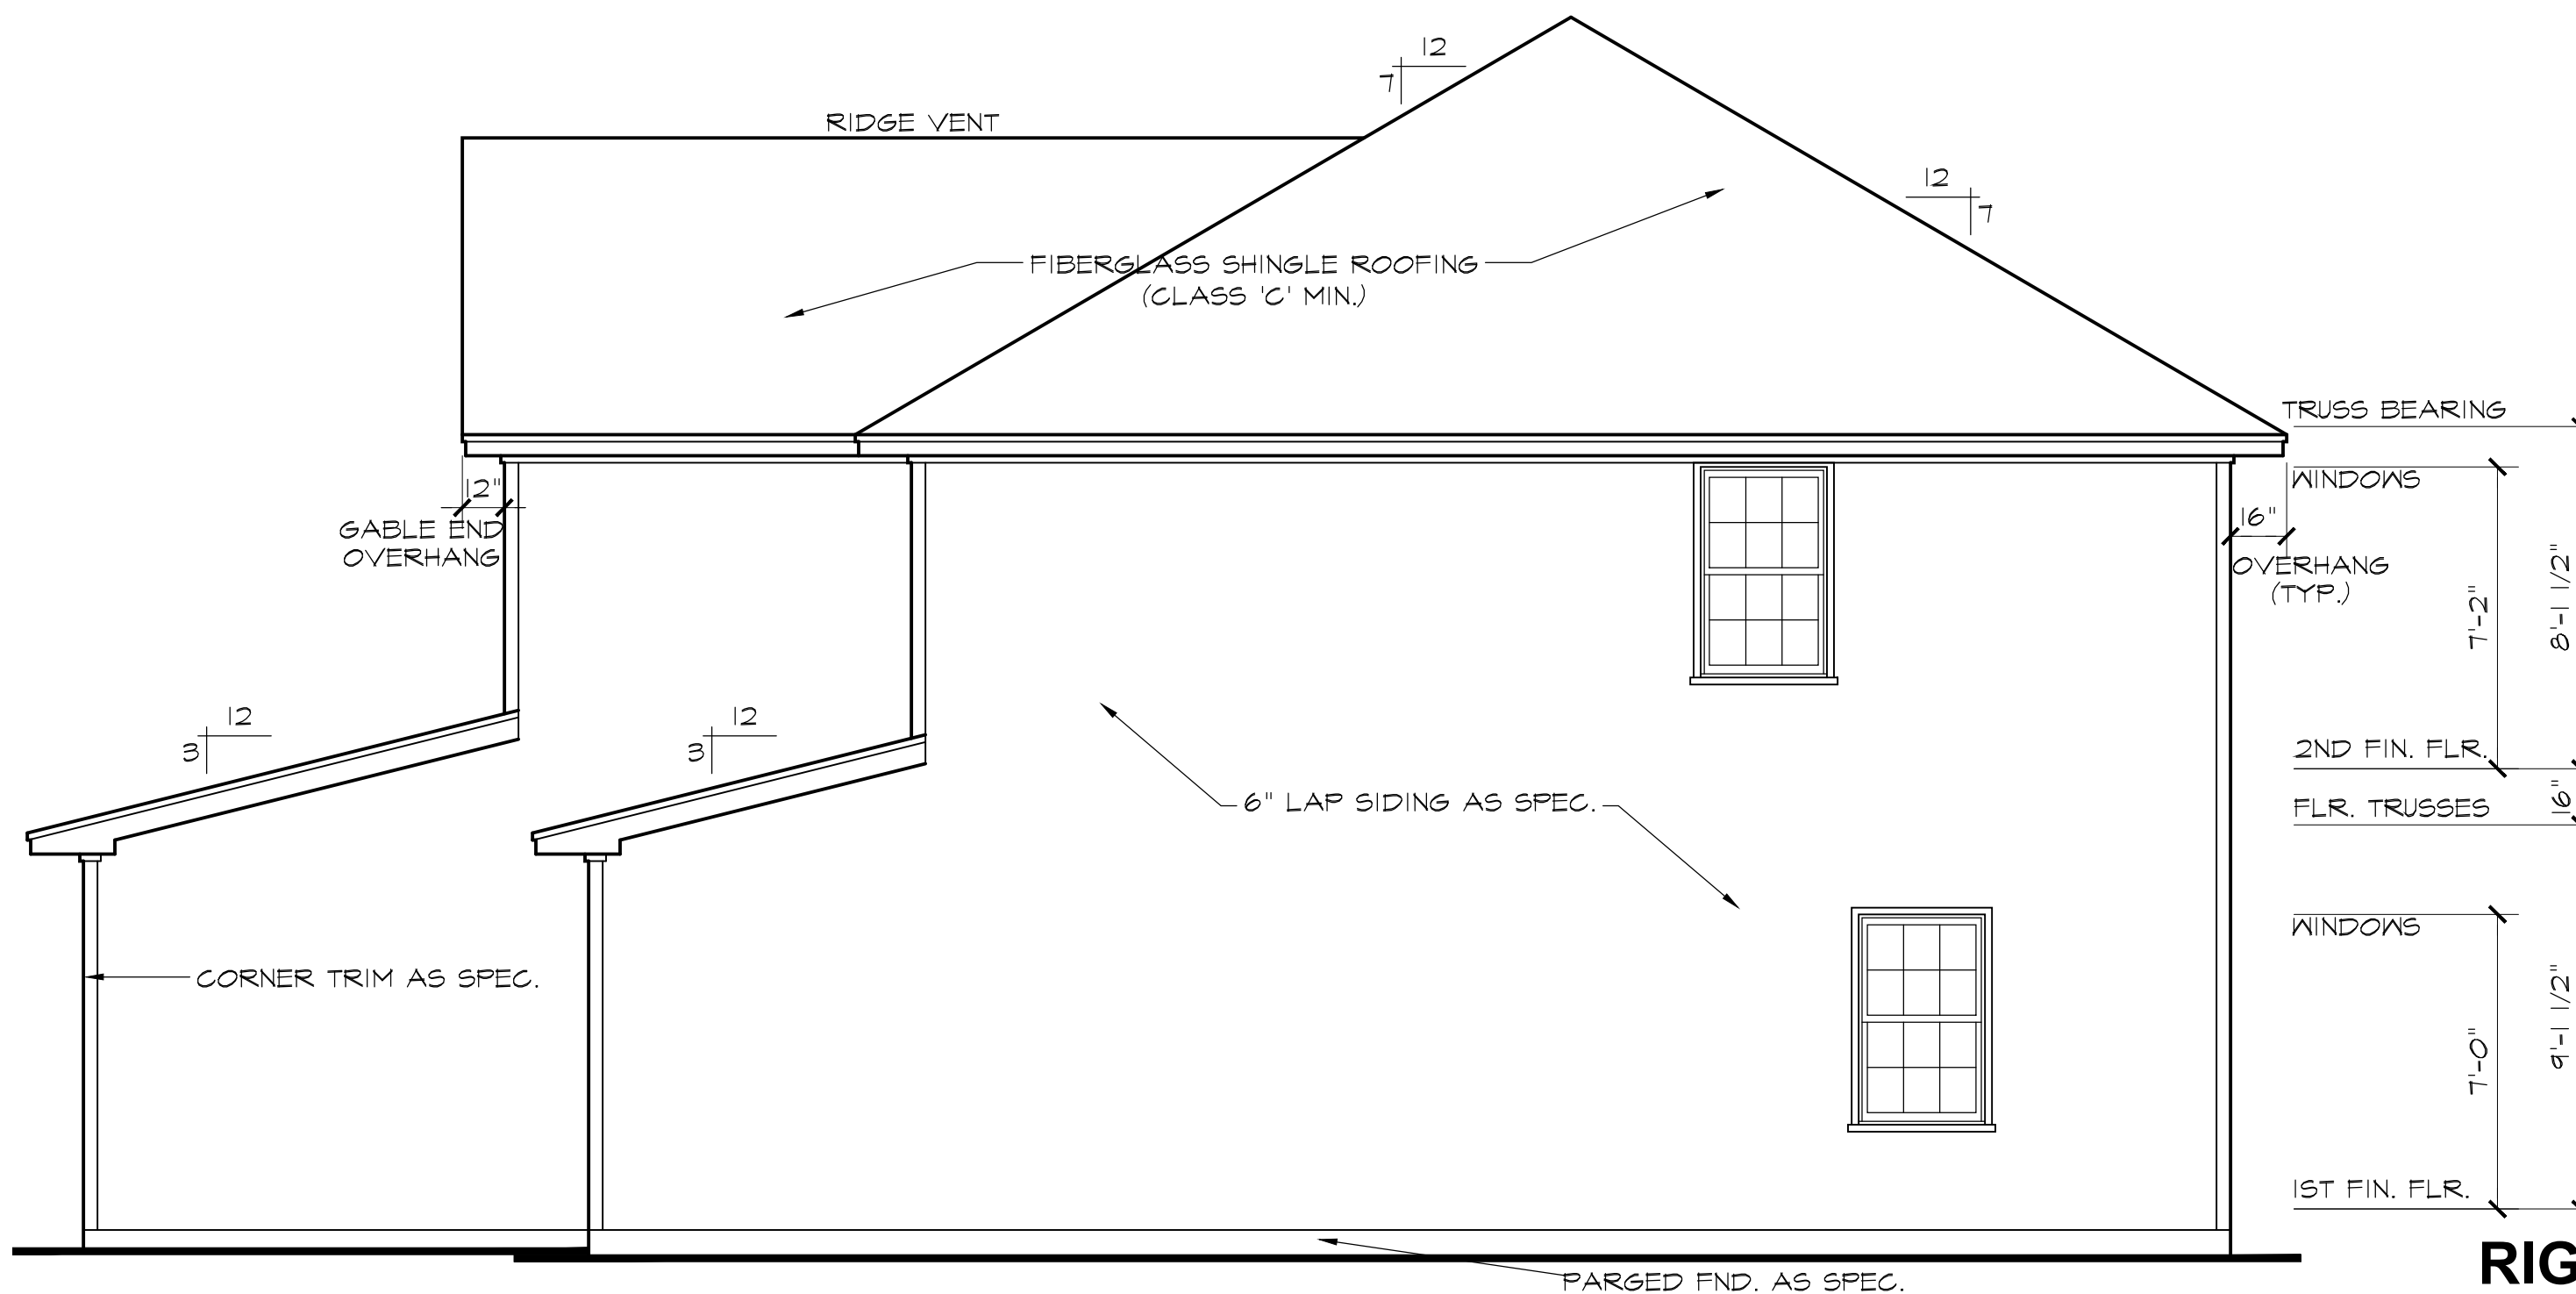 12
7
RIDGE VENT
12
7
FIBERGLASS SHINGLE ROOFING
(CLASS 'C' MIN.)
TRUSS BEARING
WINDOWS
12"
GABLE END
OVERHANG
16"
OVERHANG
(TYP.)
7'-2"
8'-1 1/2"
12
3
12
3
2ND FIN. FLR.
6" LAP SIDING AS SPEC.
FLR. TRUSSES
16"
WINDOWS
CORNER TRIM AS SPEC.
7'-0"
9'-1 1/2"
1ST FIN. FLR.
PARGED FND. AS SPEC.
RIG